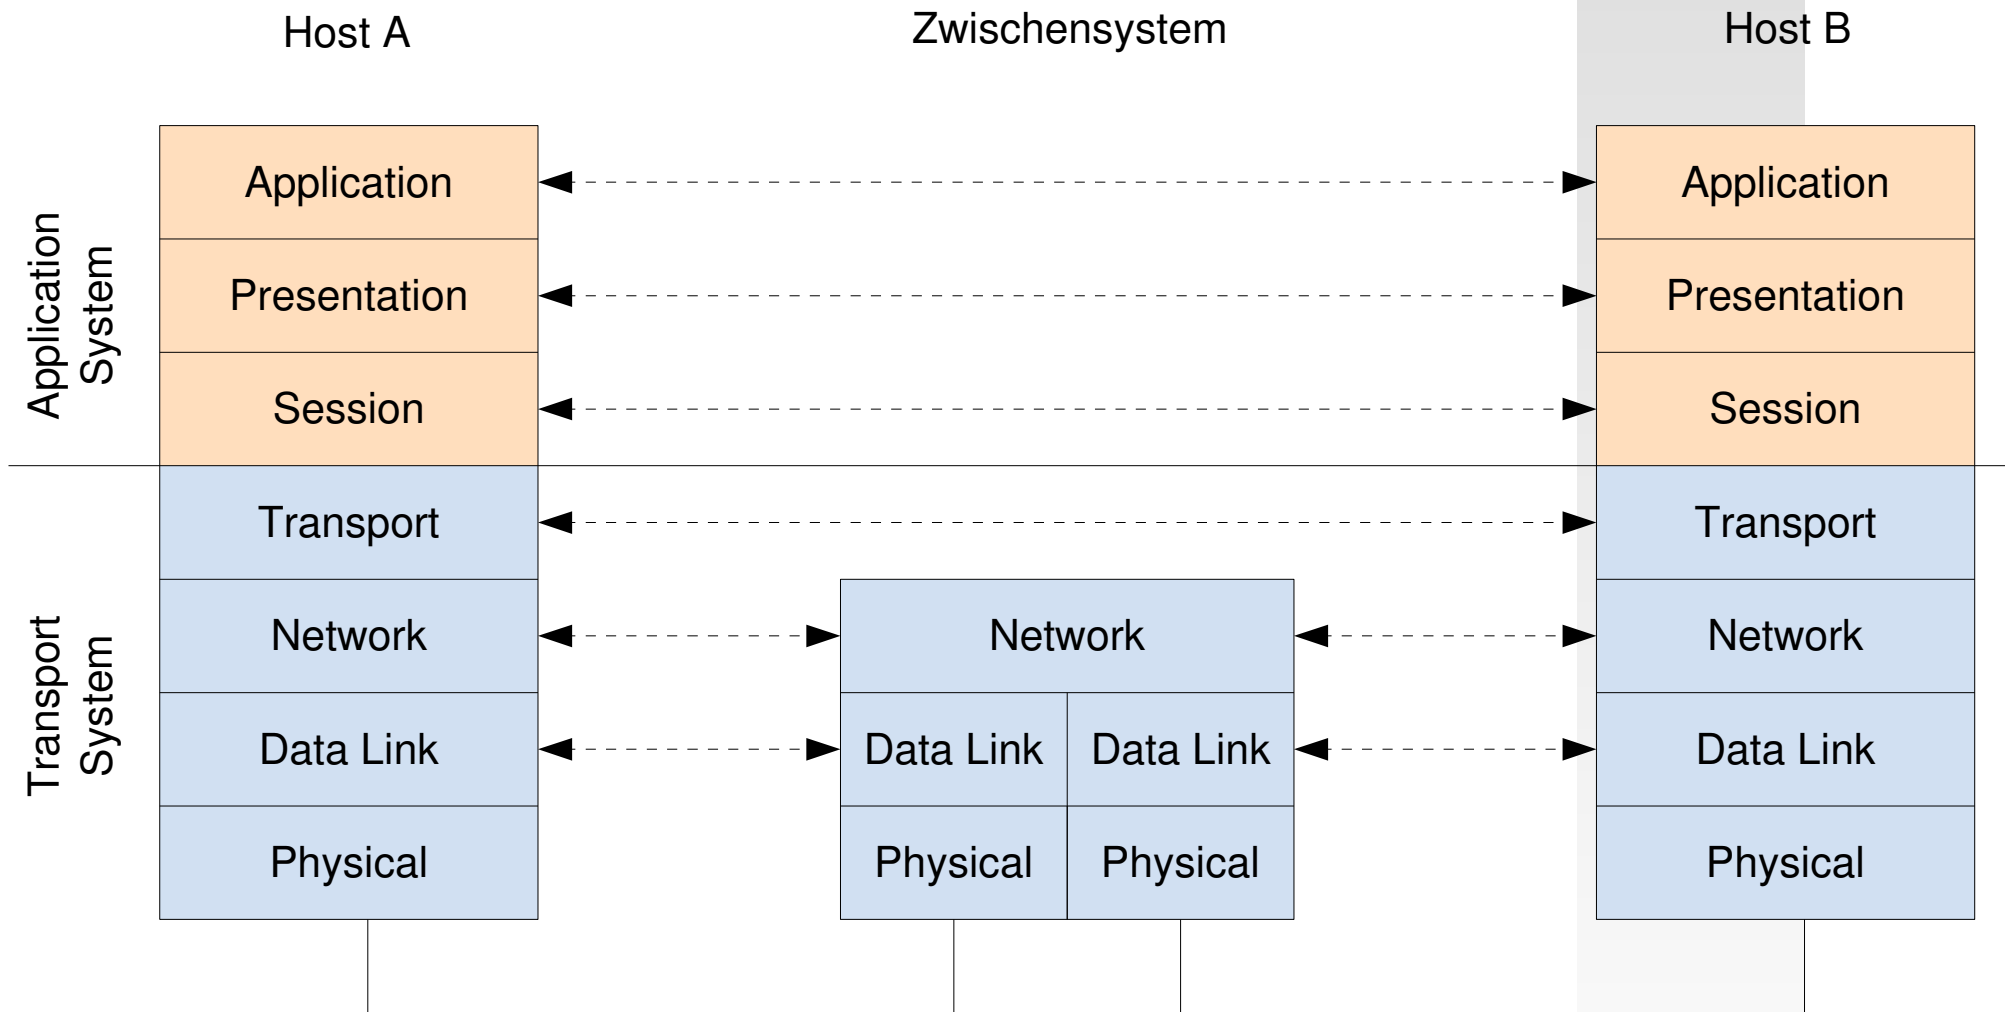 Host A
Zwischensystem
Host B
Application
System
Application
Application
Presentation
Presentation
Session
Session
Transport
System
Transport
Transport
Network
Network
Network
Data Link
Data Link
Data Link
Data Link
Physical
Physical
Physical
Physical